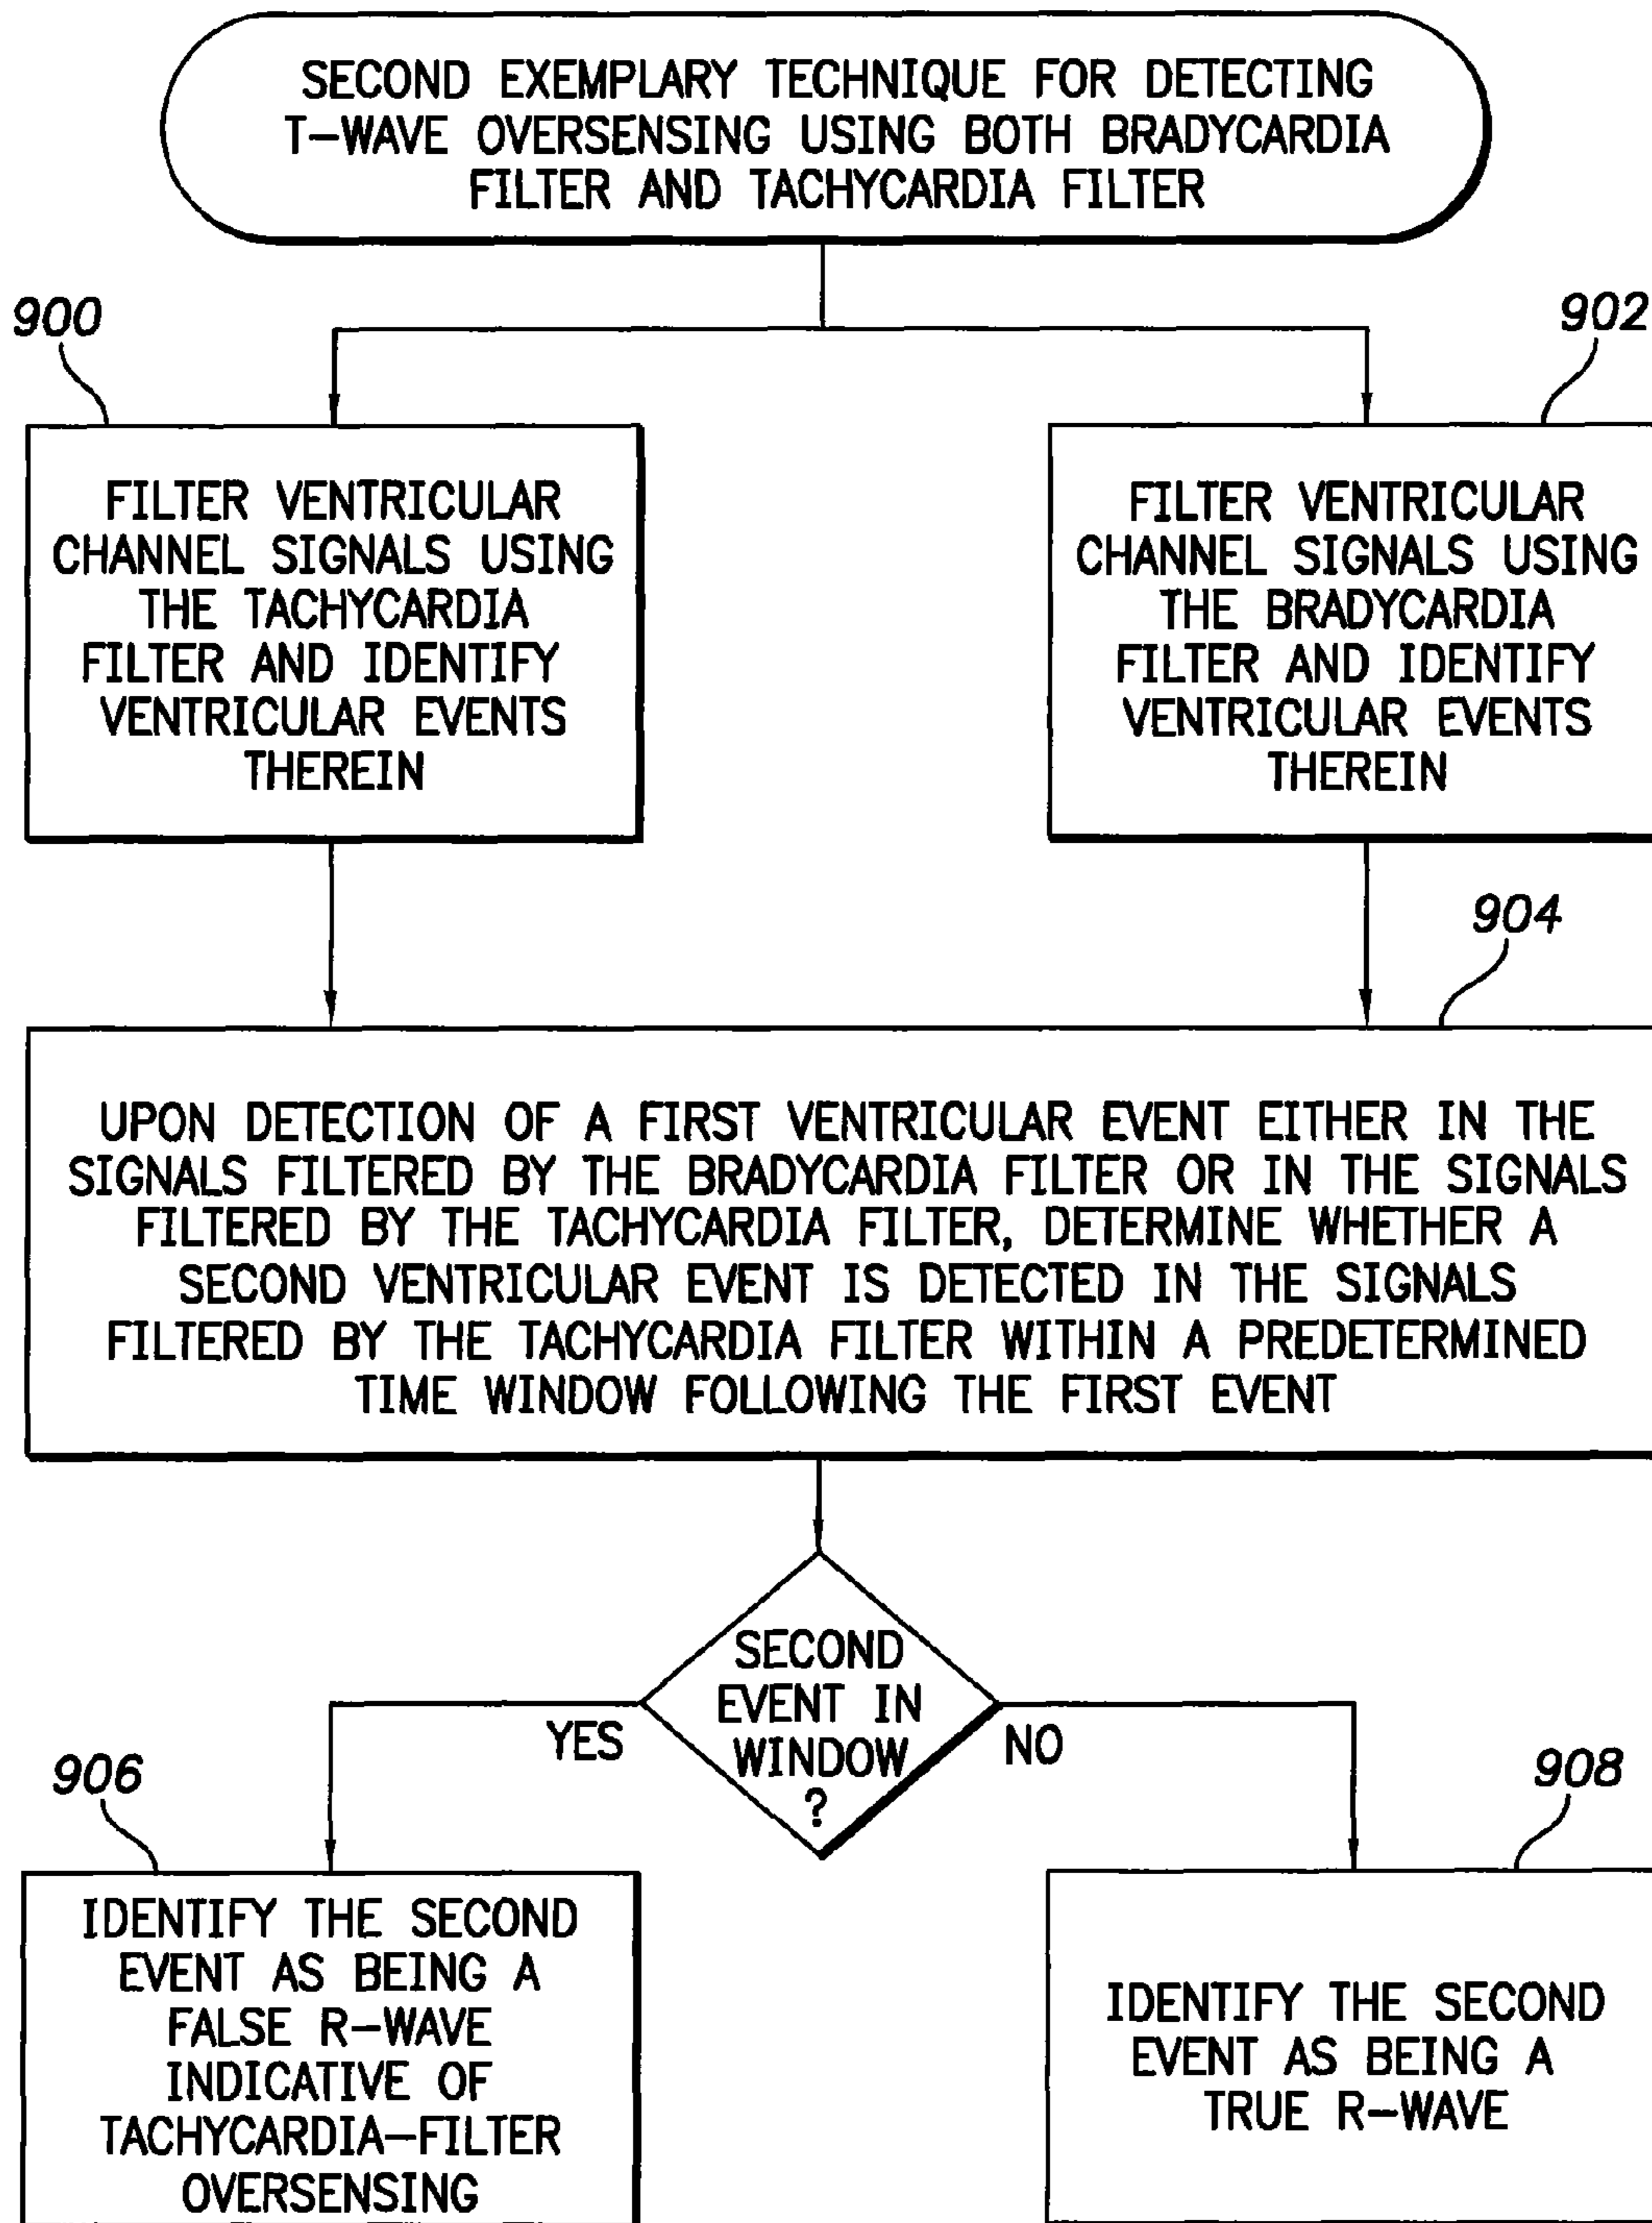 SECOND EXEMPLARY TECHNIQUE FOR DETECTING
T-WAVE OVERSENSING USING BOTH BRADYCARDIA
FILTER AND TACHYCARDIA FILTER
900
902
FILTER VENTRICULAR
CHANNEL SIGNALS USING
THE TACHYCARDIA
FILTER AND IDENTIFY
VENTRICULAR EVENTS
THEREIN
FILTER VENTRICULAR
CHANNEL SIGNALS USING
THE BRADYCARDIA
FILTER AND IDENTIFY
VENTRICULAR EVENTS
THEREIN
904
UPON DETECTION OF A FIRST VENTRICULAR EVENT EITHER IN THE
SIGNALS FILTERED BY THE BRADYCARDIA FILTER OR IN THE SIGNALS
FILTERED BY THE TACHYCARDIA FILTER, DETERMINE WHETHER A
SECOND VENTRICULAR EVENT IS DETECTED IN THE SIGNALS
FILTERED BY THE TACHYCARDIA FILTER WITHIN A PREDETERMINED
TIME WINDOW FOLLOWING THE FIRST EVENT
SECOND
EVENT IN
WINDOW
?
YES
NO
906
908
IDENTIFY THE SECOND
EVENT AS BEING A
FALSE R-WAVE
INDICATIVE OF
TACHYCARDIA-FILTER
OVERSENSING
IDENTIFY THE SECOND
EVENT AS BEING A
TRUE R-WAVE